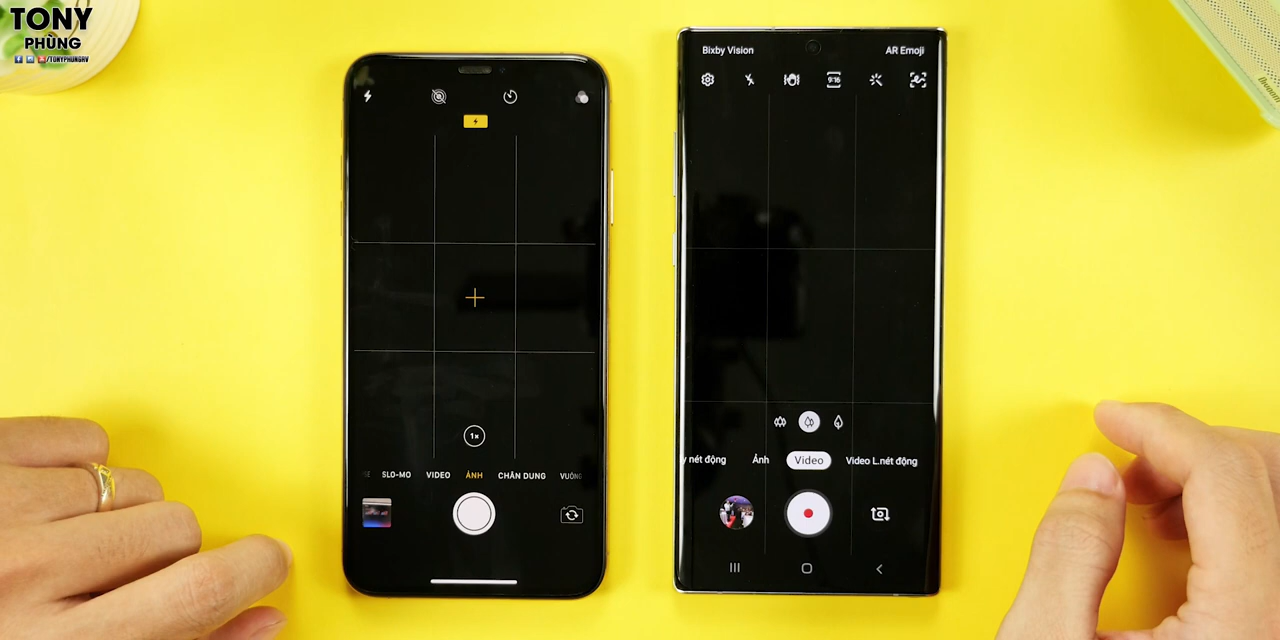 TONY
PHÙNG
/TONYPHUNGRV
Bixby Vision
AR Emoji
9:16
1x
SLO-MO
VIDEO
ẢNH
CHÂN DUNG
VUÔNG
y nét động
Ảnh
Video
Video L.nét động